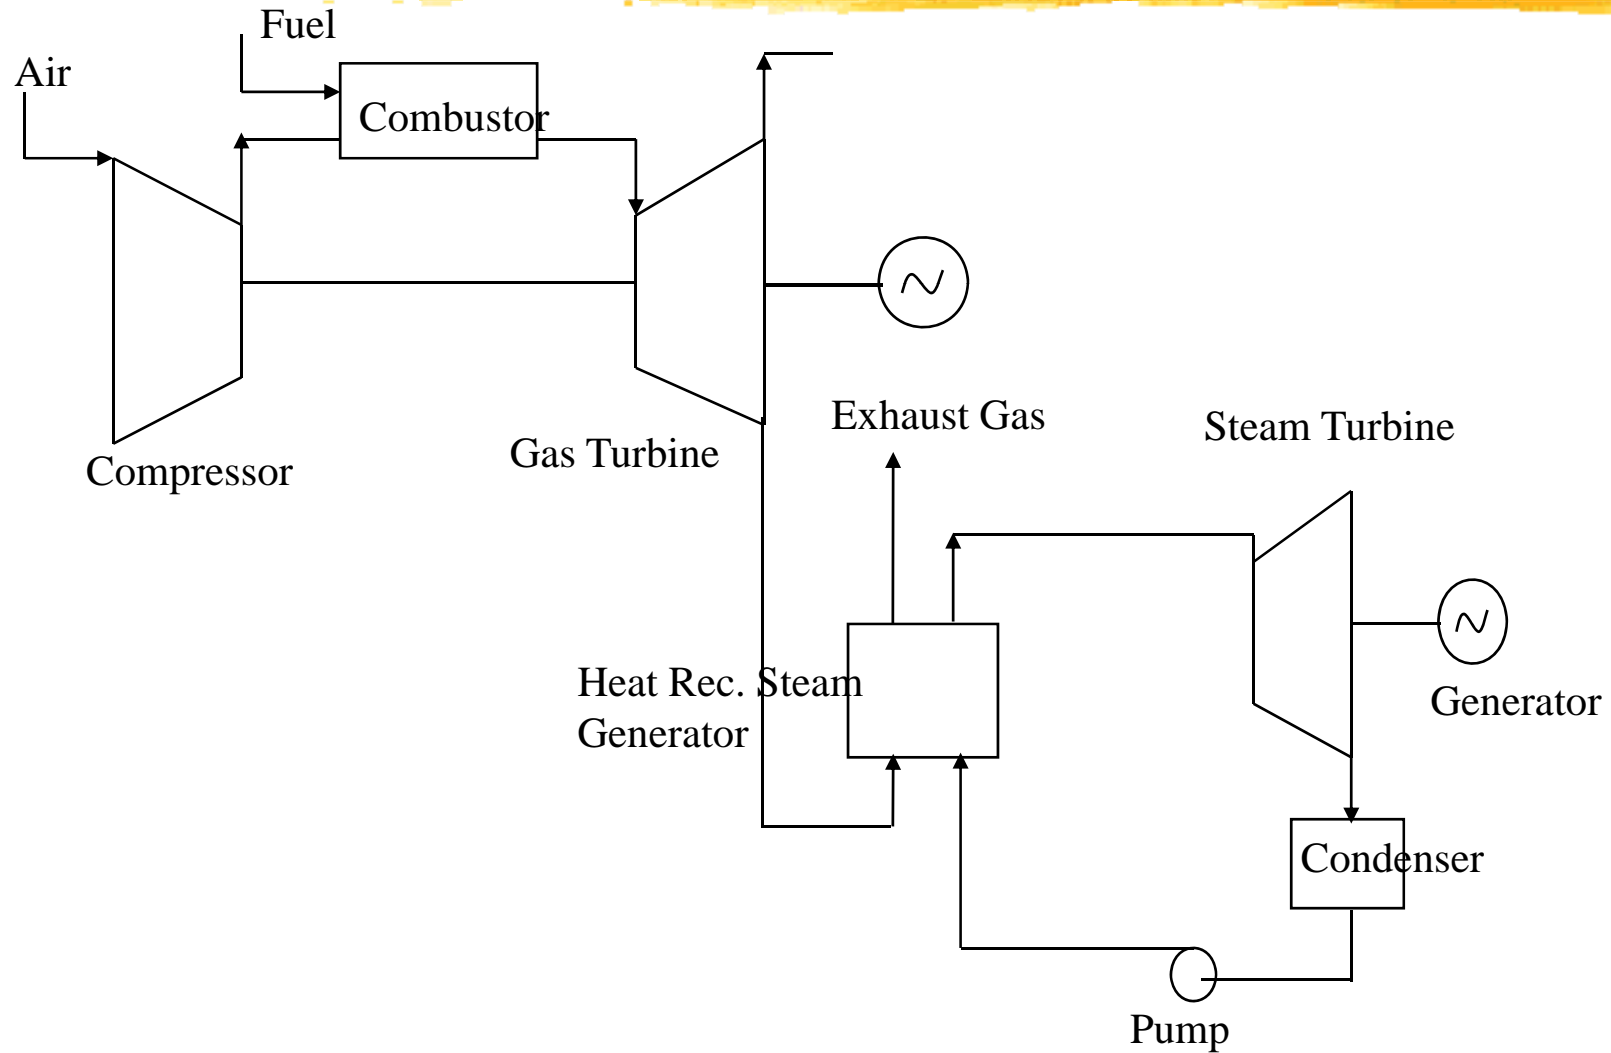 Fuel
Air
Combustor
Exhaust Gas
Steam Turbine
Gas Turbine
Compressor
Heat Rec. Steam
Generator
Generator
Condenser
Pump